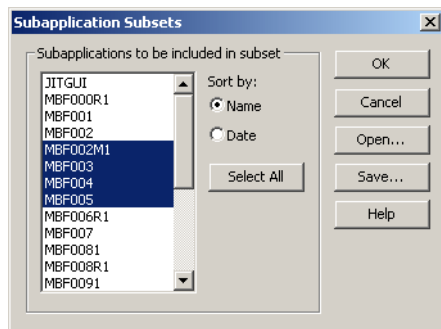 Subapplication Subsets
Subapplications to be included in subset
JITGUI
MBF000R1
MBF001
MBF002
MBF002M1
MBF003
MBF004
MBF005
MBF006R1
MBF007
MBF0081
MBF008R1
MBF0091
Sort by:
Name
Date
Select All
OK
Cancel
Open...
Save...
Help